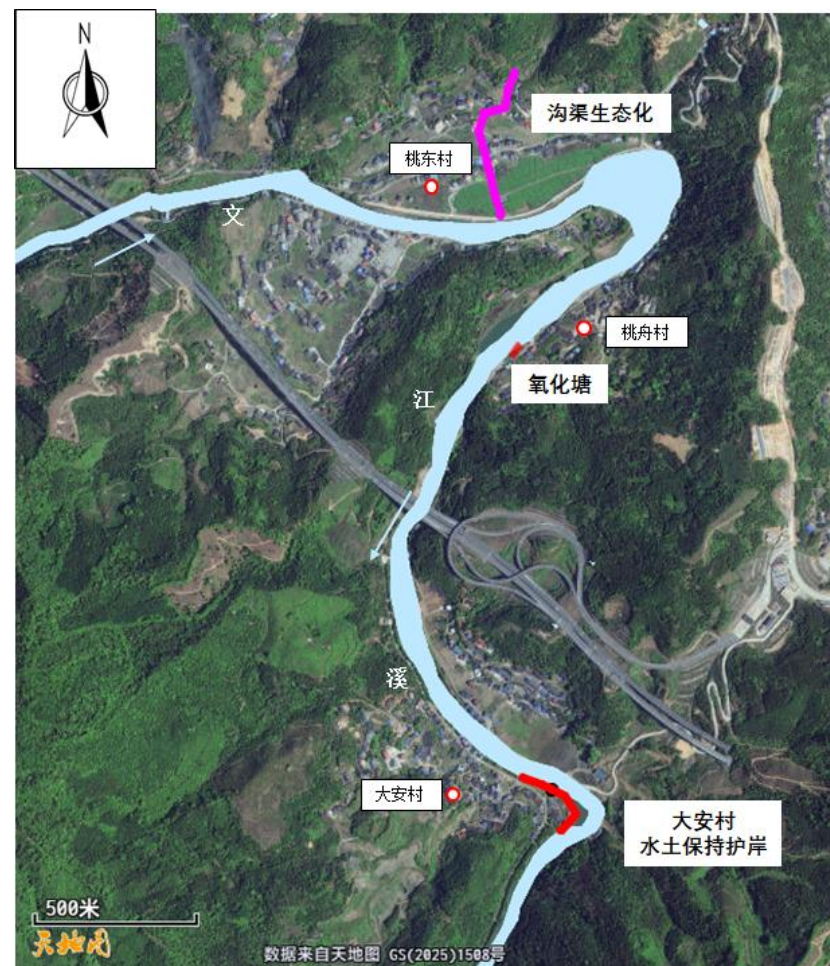 N
沟渠生态化
桃东村
文
桃舟村
氧化塘
江
溪
大安村
大安村
水土保持护岸
500米
天地图
数据来自天地图 GS(2025)1508号